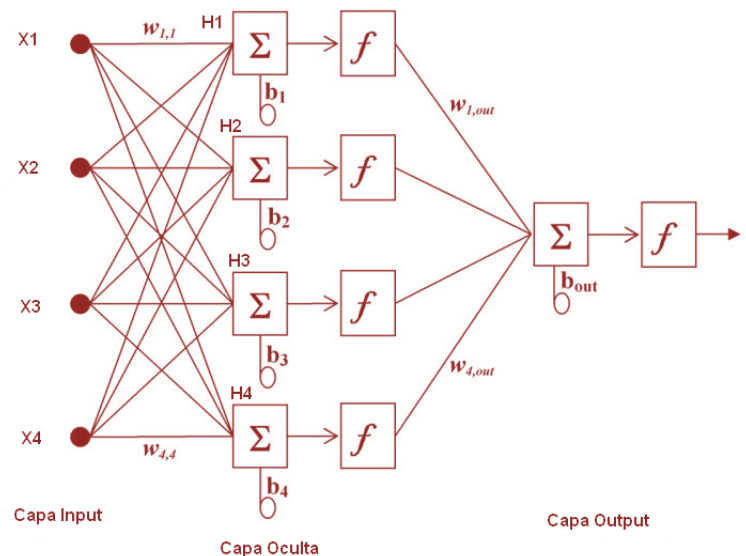 X1
w1,1
H1
Σ
f
b1
w1,out
X2
H2
Σ
f
b2
Σ
f
bout
X3
H3
Σ
f
b3
w4,out
X4
w4,4
H4
Σ
f
b4
Capa Input
Capa Oculta
Capa Output